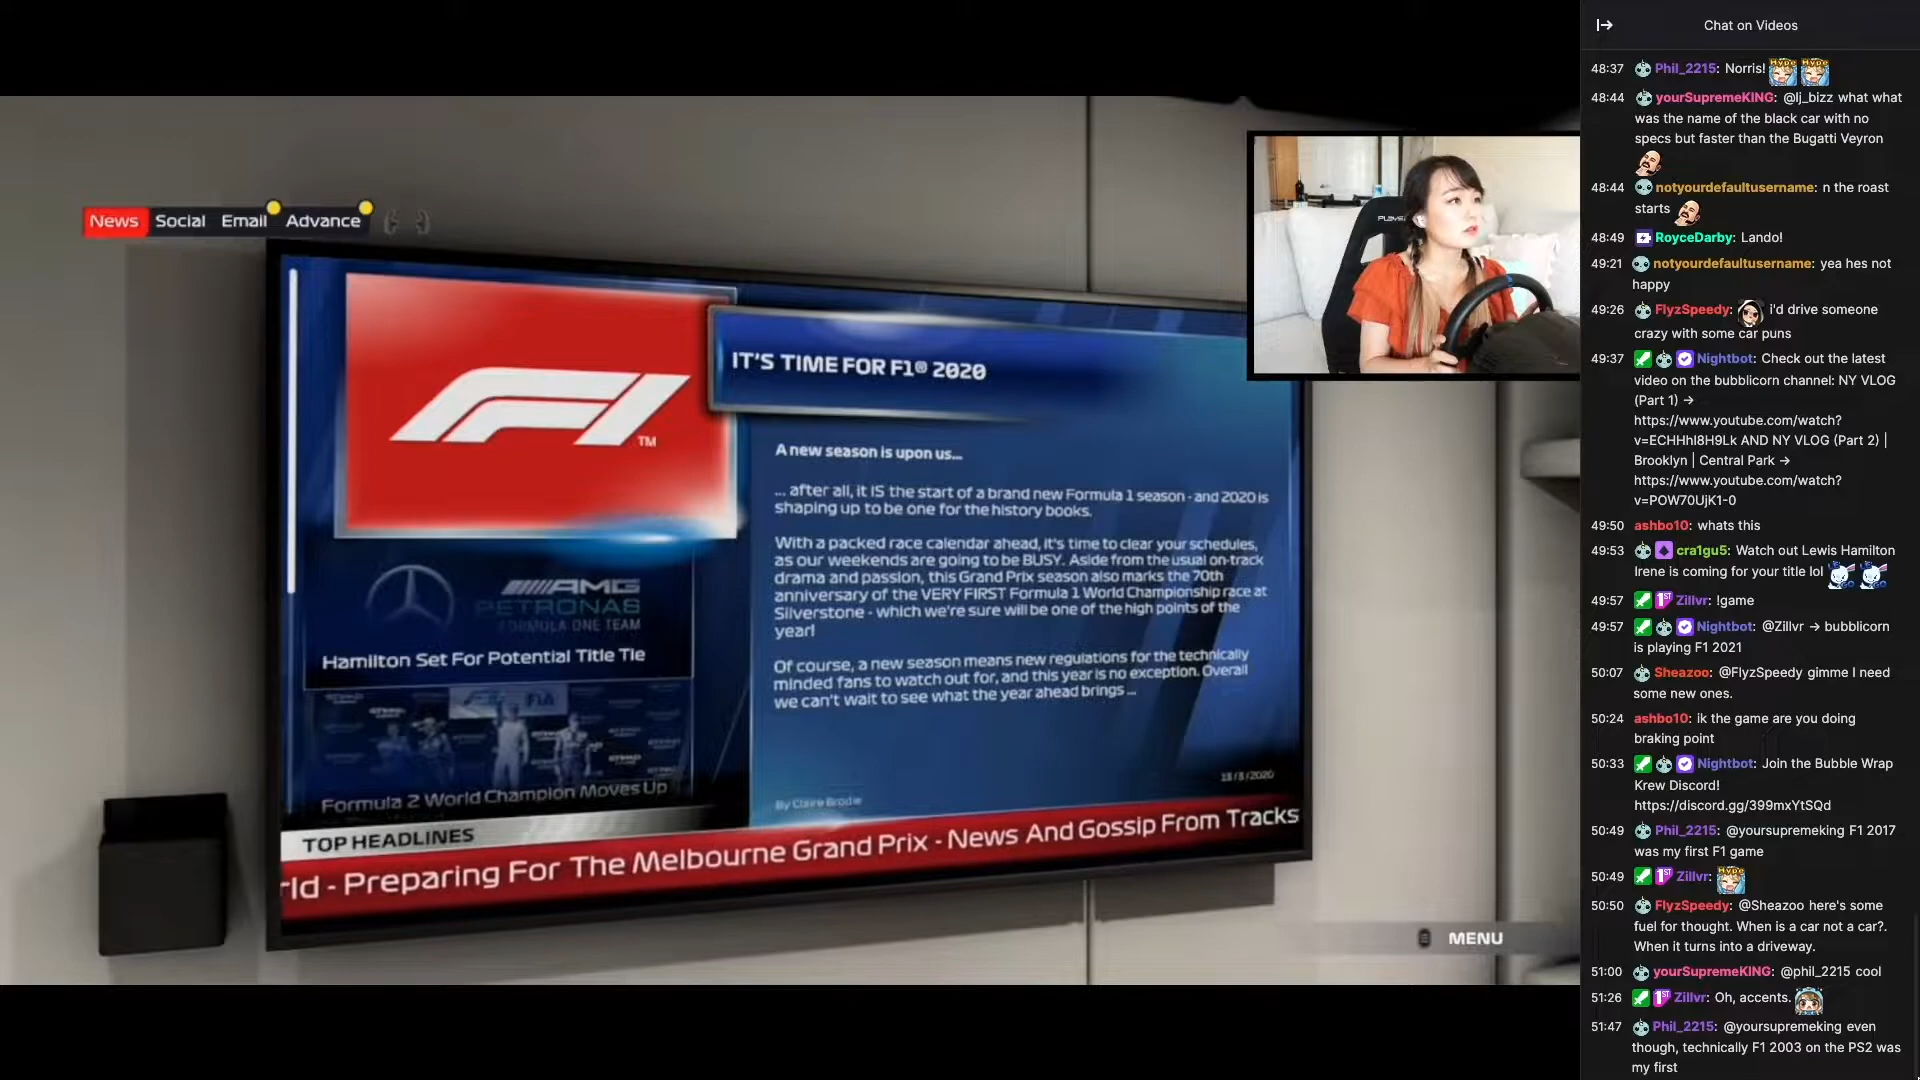 News Social Email Advance
F1™
IT'S TIME FOR F1® 2020
A new season is upon us...
... after all, it IS the start of a brand new Formula 1 season - and 2020 is
shaping up to be one for the history books.
With a packed race calendar ahead, it's time to clear your schedules,
as our weekends are going to be BUSY. Aside from the usual on-track
drama and passion, this Grand Prix season also marks the 70th
anniversary of the VERY FIRST Formula 1 World Championship race at
Silverstone - which we're sure will be one of the high points of the
year!
Of course, a new season means new regulations for the technically
minded fans to watch out for, and this year is no exception. Overall
we can't wait to see what the year ahead brings ...
By Claire Brodie
AMG
PETRONAS
FORMULA ONE TEAM
Hamilton Set For Potential Title Tie
FIA
Formula 2 World Champion Moves Up
TOP HEADLINES
rld - Preparing For The Melbourne Grand Prix - News And Gossip From Tracks
MENU
Chat on Videos
48:37 Phil_2215: Norris!
48:44 yourSupremeKING: @lj_bizz what what
was the name of the black car with no
specs but faster than the Bugatti Veyron
48:44 notyourdefaultusername: n the roast
starts
48:49 RoyceDarby: Lando!
49:21 notyourdefaultusername: yea hes not
happy
49:26 FlyzSpeedy: i'd drive someone
crazy with some car puns
49:37 Nightbot: Check out the latest
video on the bubblicorn channel: NY VLOG
(Part 1) →
https://www.youtube.com/watch?
v=ECHHhI8H9Lk AND NY VLOG (Part 2) |
Brooklyn | Central Park →
https://www.youtube.com/watch?
v=POW70UjK1-0
49:50 ashbo10: whats this
49:53 cra1gu5: Watch out Lewis Hamilton
Irene is coming for your title lol
49:57 1ST Zillvr: !game
49:57 Nightbot: @Zillvr → bubblicorn
is playing F1 2021
50:07 Sheazoo: @FlyzSpeedy gimme I need
some new ones.
50:24 ashbo10: ik the game are you doing
braking point
50:33 Nightbot: Join the Bubble Wrap
Krew Discord!
https://discord.gg/399mxYtSQd
50:49 Phil_2215: @yoursupremeking F1 2017
was my first F1 game
50:49 1ST Zillvr: HYPE
50:50 FlyzSpeedy: @Sheazoo here's some
fuel for thought. When is a car not a car?.
When it turns into a driveway.
51:00 yourSupremeKING: @phil_2215 cool
51:26 1ST Zillvr: Oh, accents.
51:47 Phil_2215: @yoursupremeking even
though, technically F1 2003 on the PS2 was
my first